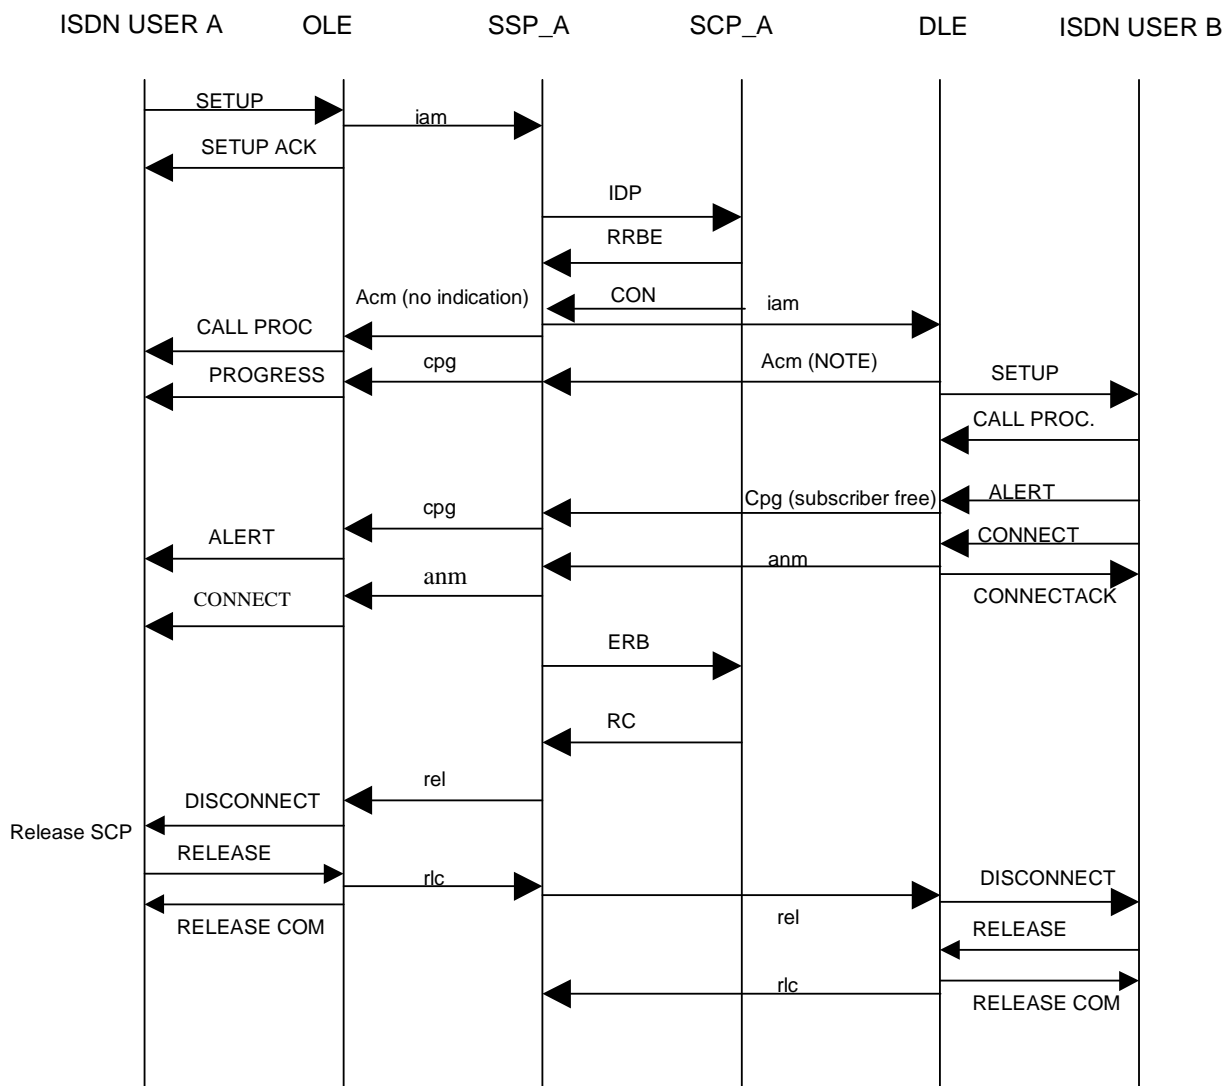 ISDN USER A OLE SSP_A SCP_A DLE ISDN USER B
SETUP
iam
SETUP ACK
IDP
RRBE
Acm (no indication)
CON
iam
CALL PROC
cpg
Acm (NOTE)
PROGRESS
SETUP
CALL PROC.
ALERT
Cpg (subscriber free)
cpg
ALERT
CONNECT
anm
anm
CONNECT
CONNECTACK
ERB
RC
rel
DISCONNECT
Release SCP
RELEASE
rlc
DISCONNECT
rel
RELEASE COM
RELEASE
rlc
RELEASE COM